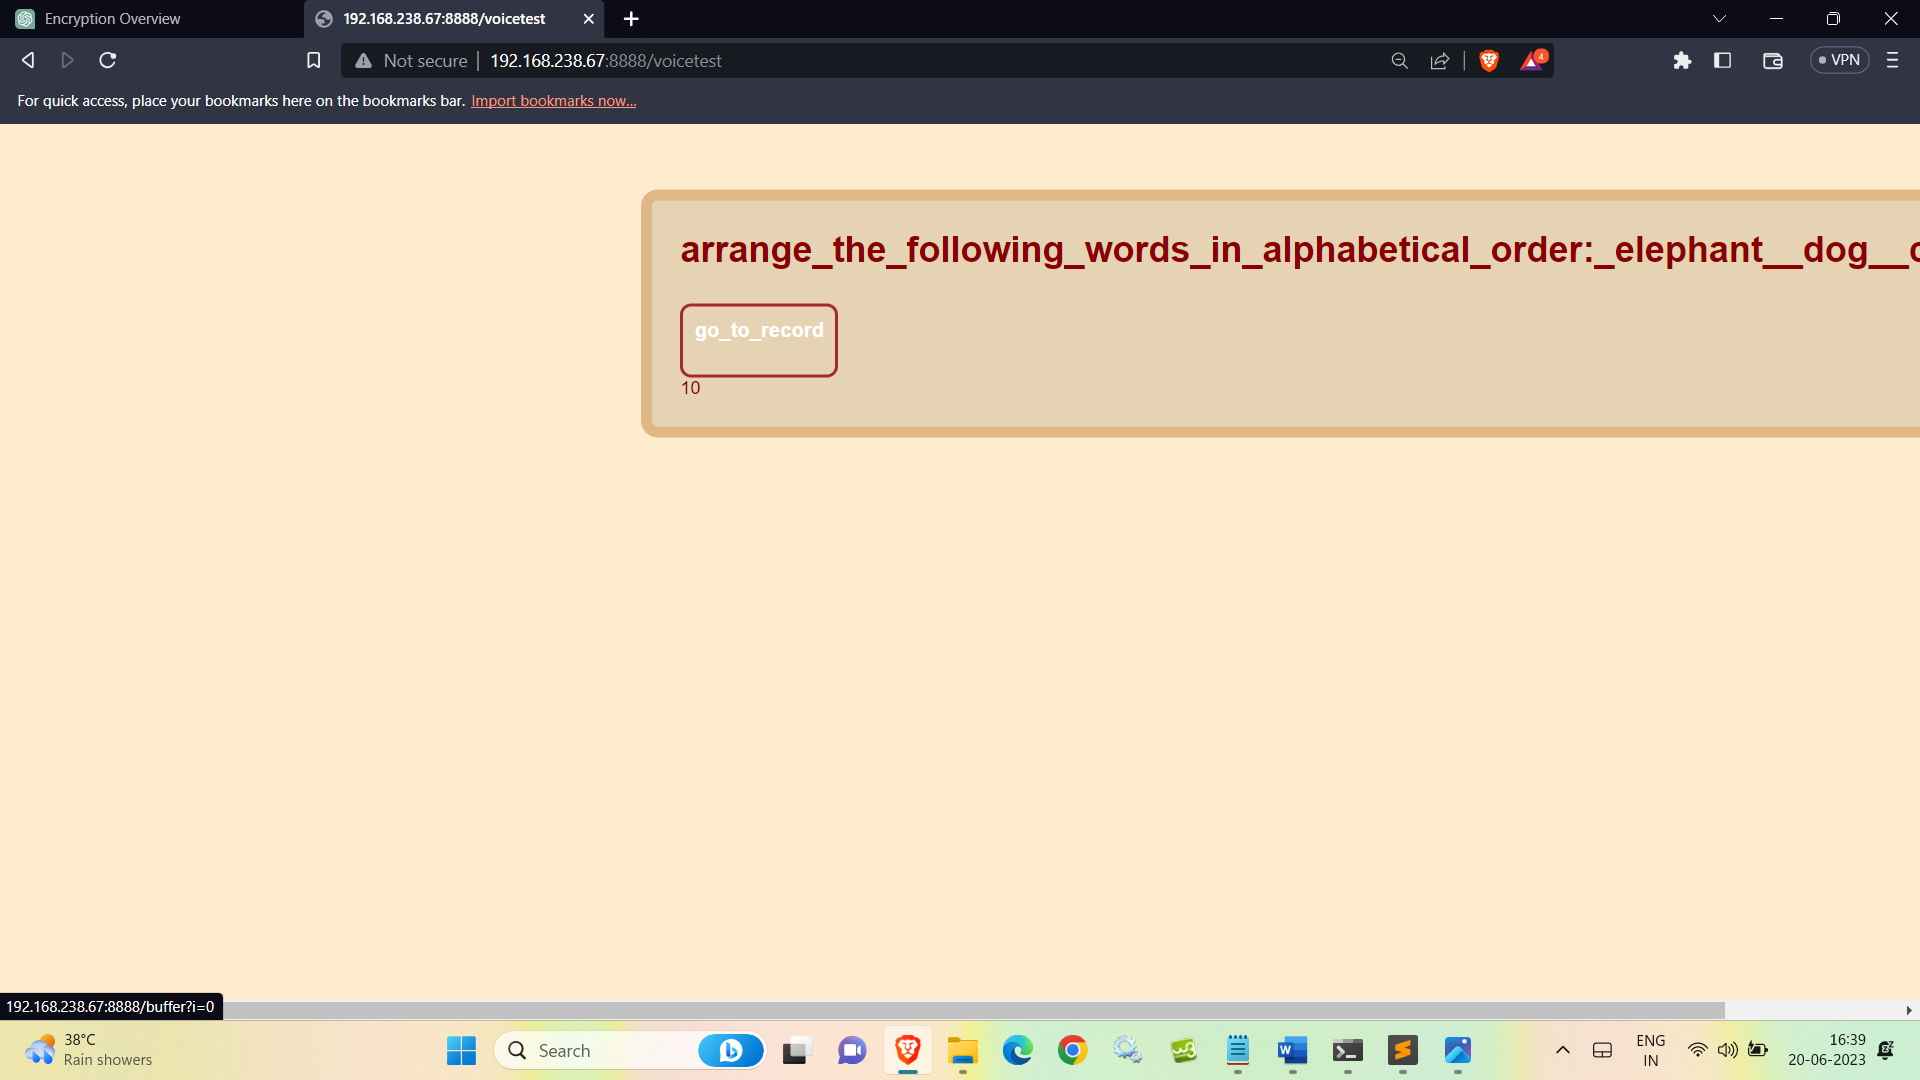 Encryption Overview
192.168.238.67:8888/voicetest
Not secure
192.168.238.67:8888/voicetest
4
VPN
For quick access, place your bookmarks here on the bookmarks bar. Import bookmarks now...
arrange_the_following_words_in_alphabetical_order:_elephant__dog__
go_to_record
10
192.168.238.67:8888/buffer?i=0
38°C
Rain showers
Search
ENG
IN
16:39
20-06-2023